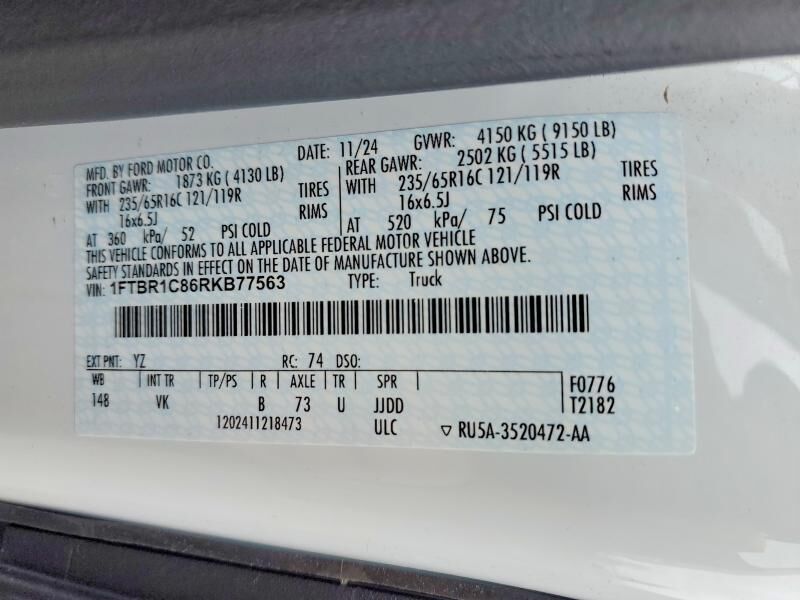 MFD. BY FORD MOTOR CO. DATE: 11/24 GVWR: 4150 KG ( 9150 LB)
FRONT GAWR: 1873 KG ( 4130 LB) REAR GAWR: 2502 KG ( 5515 LB)
WITH 235/65R16C 121/119R TIRES WITH 235/65R16C 121/119R TIRES
16x6.5J RIMS 16x6.5J RIMS
AT 360 kPa/ 52 PSI COLD AT 520 kPa/ 75 PSI COLD
THIS VEHICLE CONFORMS TO ALL APPLICABLE FEDERAL MOTOR VEHICLE
SAFETY STANDARDS IN EFFECT ON THE DATE OF MANUFACTURE SHOWN ABOVE.
VIN: 1FTBR1C86RKB77563 TYPE: Truck
EXT PNT: YZ RC: 74 DSO:
WB INT TR TP/PS R AXLE TR SPR F0776
148 VK B 73 U JJDD T2182
1202411218473 ULC ▽ RU5A-3520472-AA